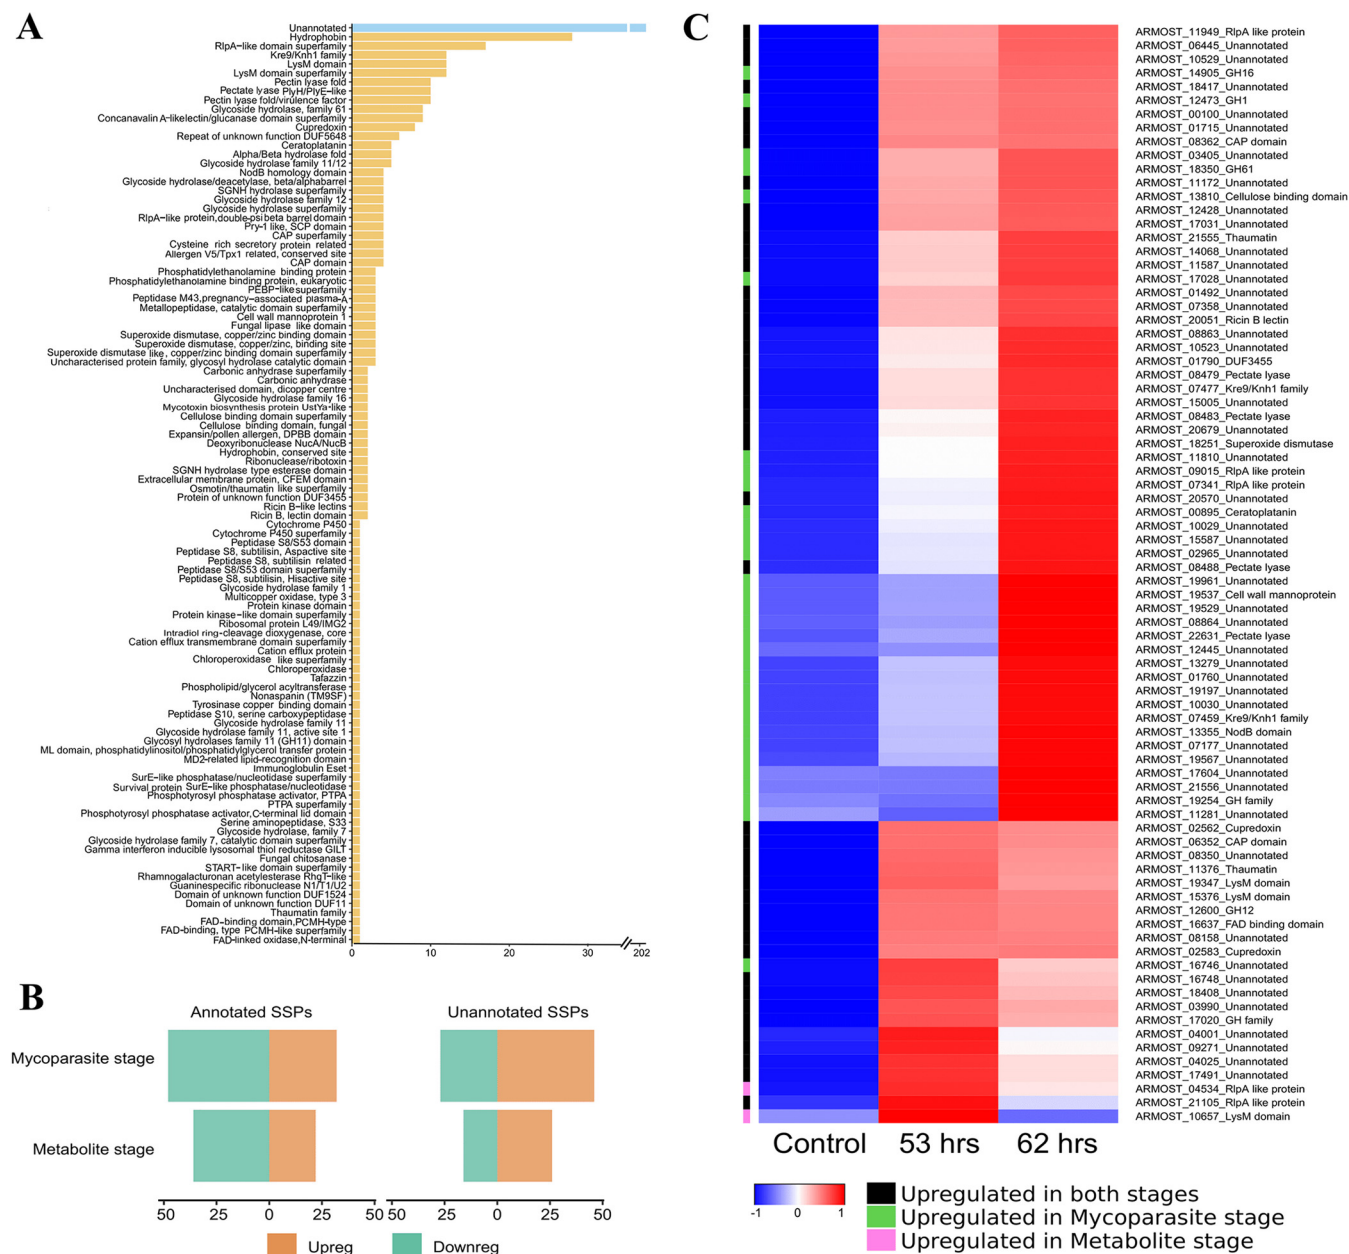 A
Unannotated
Hydrophobin
RlpA-like domain superfamily
Kre9/Knh1 family
LysM domain
LysM domain superfamily
Pectin lyase fold
Pectate lyase PlyH/PlyE-like
Pectin lyase fold/virulence factor
Glycoside hydrolase, family 61
Concanavalin A-likelectin/glucanase domain superfamily
Cupredoxin
Repeat of unknown function DUF5648
Ceratoplatanin
Alpha/Beta hydrolase fold
Glycoside hydrolase family 11/12
NodB homology domain
Glycoside hydrolase/deacetylase, beta/alphabarrel
SGNH hydrolase superfamily
Glycoside hydrolase family 12
Glycoside hydrolase superfamily
RlpA-like protein,double-psibeta barrel domain
Pry-1 like, SCP domain
CAP superfamily
Cysteine rich secretory protein related
Allergen V5/Tpx1 related, conserved site
CAP domain
Phosphatidylethanolamine binding protein
Phosphatidylethanolamine binding protein, eukaryotic
PEBP-like superfamily
Peptidase M43,pregnancy-associated plasma-A
Metallopeptidase, catalytic domain superfamily
Cell wall mannoprotein 1
Fungal lipase like domain
Superoxide dismutase, copper/zinc binding domain
Superoxide dismutase, copper/zinc, binding site
Superoxide dismutase like, copper/zinc binding domain superfamily
Uncharacterised protein family, glycosyl hydrolase catalytic domain
Carbonic anhydrase superfamily
Carbonic anhydrase
Uncharacterised domain, dicopper centre
Glycoside hydrolase family 16
Mycotoxin biosynthesis protein UstYa-like
Cellulose binding domain superfamily
Cellulose binding domain, fungal
Expansin/pollen allergen, DPBB domain
Deoxyribonuclease NucA/NucB
Hydrophobin, conserved site
Ribonuclease/ribotoxin
SGNH hydrolase type esterase domain
Extracellular membrane protein, CFEM domain
Osmotin/thaumatin like superfamily
Protein of unknown function DUF3455
Ricin B-like lectins
Ricin B, lectin domain
Cytochrome P450
Cytochrome P450 superfamily
Peptidase S8/S53 domain
Peptidase S8, subtilisin, Aspactive site
Peptidase S8, subtilisin related
Peptidase S8/S53 domain superfamily
Peptidase S8, subtilisin, Hisactive site
Glycoside hydrolase family 1
Multicopper oxidase, type 3
Protein kinase domain
Protein kinase-like domain superfamily
Ribosomal protein L49/IMG2
Intradiol ring-cleavage dioxygenase, core
Cation efflux transmembrane domain superfamily
Cation efflux protein
Chloroperoxidase like superfamily
Chloroperoxidase
Tafazzin
Phospholipid/glycerol acyltransferase
Nonaspanin (TM9SF)
Tyrosinase copper binding domain
Peptidase S10, serine carboxypeptidase
Glycoside hydrolase family 11
Glycoside hydrolase family 11, active site 1
Glycosyl hydrolases family 11 (GH11) domain
ML domain, phosphatidylinositol/phosphatidylglycerol transfer protein
MD2-related lipid-recognition domain
Immunoglobulin Eset
SurE-like phosphatase/nucleotidase superfamily
Survival protein SurE-like phosphatase/nucleotidase
Phosphotyrosyl phosphatase activator, PTPA
PTPA superfamily
Phosphotyrosyl phosphatase activator,C-terminal lid domain
Serine aminopeptidase, S33
Glycoside hydrolase, family 7
Glycoside hydrolase family 7, catalytic domain superfamily
Gamma interferon inducible lysosomal thiol reductase GILT
Fungal chitosanase
START-like domain superfamily
Rhamnogalacturonan acetylesterase RhgT-like
Guaninespecific ribonuclease N1/T1/U2
Domain of unknown function DUF1524
Domain of unknown function DUF11
Thaumatin family
FAD-binding domain,PCMH-type
FAD-binding, type PCMH-like superfamily
FAD-linked oxidase,N-terminal
0 10 20 30 202
B
Annotated SSPs Unannotated SSPs
Mycoparasite stage
Metabolite stage
50 25 0 25 50 50 25 0 25 50
Upreg Downreg
C
ARMOST_11949_RlpA like protein
ARMOST_06445_Unannotated
ARMOST_10529_Unannotated
ARMOST_14905_GH16
ARMOST_18417_Unannotated
ARMOST_12473_GH1
ARMOST_00100_Unannotated
ARMOST_01715_Unannotated
ARMOST_08362_CAP domain
ARMOST_03405_Unannotated
ARMOST_18350_GH61
ARMOST_11172_Unannotated
ARMOST_13810_Cellulose binding domain
ARMOST_12428_Unannotated
ARMOST_17031_Unannotated
ARMOST_21555_Thaumatin
ARMOST_14068_Unannotated
ARMOST_11587_Unannotated
ARMOST_17028_Unannotated
ARMOST_01492_Unannotated
ARMOST_07358_Unannotated
ARMOST_20051_Ricin B lectin
ARMOST_08863_Unannotated
ARMOST_10523_Unannotated
ARMOST_01790_DUF3455
ARMOST_08479_Pectate lyase
ARMOST_07477_Kre9/Knh1 family
ARMOST_15005_Unannotated
ARMOST_08483_Pectate lyase
ARMOST_20679_Unannotated
ARMOST_18251_Superoxide dismutase
ARMOST_11810_Unannotated
ARMOST_09015_RlpA like protein
ARMOST_07341_RlpA like protein
ARMOST_20570_Unannotated
ARMOST_00895_Ceratoplatanin
ARMOST_10029_Unannotated
ARMOST_15587_Unannotated
ARMOST_02965_Unannotated
ARMOST_08488_Pectate lyase
ARMOST_19961_Unannotated
ARMOST_19537_Cell wall mannoprotein
ARMOST_19529_Unannotated
ARMOST_08864_Unannotated
ARMOST_22631_Pectate lyase
ARMOST_12445_Unannotated
ARMOST_13279_Unannotated
ARMOST_01760_Unannotated
ARMOST_19197_Unannotated
ARMOST_10030_Unannotated
ARMOST_07459_Kre9/Knh1 family
ARMOST_13355_NodB domain
ARMOST_07177_Unannotated
ARMOST_19567_Unannotated
ARMOST_17604_Unannotated
ARMOST_21556_Unannotated
ARMOST_19254_GH family
ARMOST_11281_Unannotated
ARMOST_02562_Cupredoxin
ARMOST_06352_CAP domain
ARMOST_08350_Unannotated
ARMOST_11376_Thaumatin
ARMOST_19347_LysM domain
ARMOST_15376_LysM domain
ARMOST_12600_GH12
ARMOST_16637_FAD binding domain
ARMOST_08158_Unannotated
ARMOST_02583_Cupredoxin
ARMOST_16746_Unannotated
ARMOST_16748_Unannotated
ARMOST_18408_Unannotated
ARMOST_03990_Unannotated
ARMOST_17020_GH family
ARMOST_04001_Unannotated
ARMOST_09271_Unannotated
ARMOST_04025_Unannotated
ARMOST_17491_Unannotated
ARMOST_04534_RlpA like protein
ARMOST_21105_RlpA like protein
ARMOST_10657_LysM domain
Control 53 hrs 62 hrs
-1 0 1
Upregulated in both stages
Upregulated in Mycoparasite stage
Upregulated in Metabolite stage